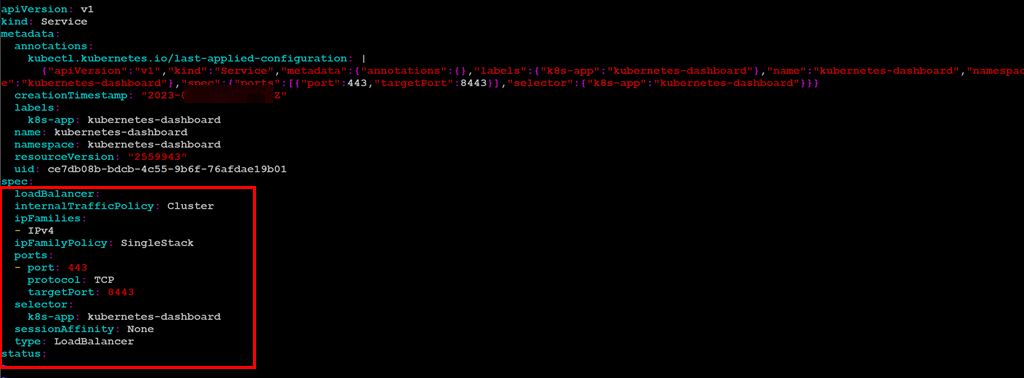 apiVersion: v1
kind: Service
metadata:
  annotations:
    kubectl.kubernetes.io/last-applied-configuration: |
      {"apiVersion":"v1","kind":"Service","metadata":{"annotations":{},"labels":{"k8s-app":"kubernetes-dashboard"},"name":"kubernetes-dashboard","namespac
e":"kubernetes-dashboard"},"spec":{"ports":[{"port":443,"targetPort":8443}],"selector":{"k8s-app":"kubernetes-dashboard"}}}
  creationTimestamp: "2023-Z"
  labels:
    k8s-app: kubernetes-dashboard
  name: kubernetes-dashboard
  namespace: kubernetes-dashboard
  resourceVersion: "2559943"
  uid: ce7db08b-bdcb-4c55-9b6f-76afdae19b01
spec:
  loadBalancer:
  internalTrafficPolicy: Cluster
  ipFamilies:
  - IPv4
  ipFamilyPolicy: SingleStack
  ports:
  - port: 443
    protocol: TCP
    targetPort: 8443
  selector:
    k8s-app: kubernetes-dashboard
  sessionAffinity: None
  type: LoadBalancer
status: